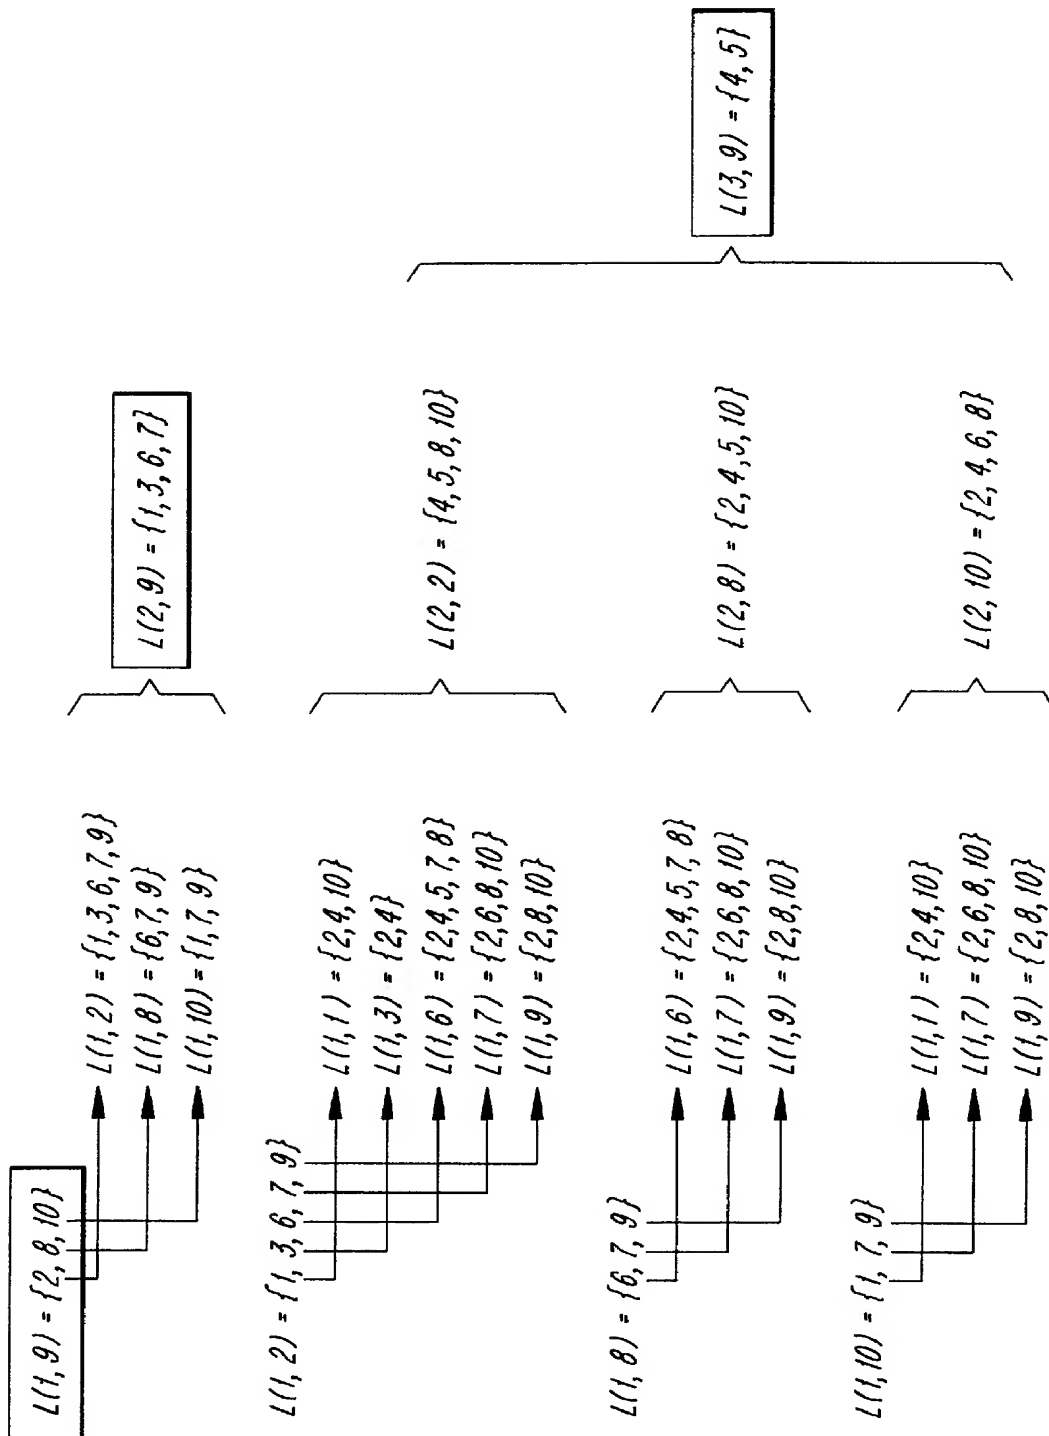 L(1,9) = {2, 8, 10}
L(1,2) = {1,3,6,7,9}
L(1,8) = {6,7,9}
L(1,10) = {1,7,9}
L(2,9) = {1,3,6,7}
L(1,2) = {1, 3, 6, 7, 9}
L(1,1) = {2,4,10}
L(1,3) = {2,4}
L(1,6) = {2,4,5,7,8}
L(1,7) = {2,6,8,10}
L(1,9) = {2,8,10}
L(2,2) = {4,5,8,10}
L(1,8) = {6, 7, 9}
L(1,6) = {2,4,5,7,8}
L(1,7) = {2,6,8,10}
L(1,9) = {2,8,10}
L(2,8) = {2,4,5,10}
L(1,10) = {1, 7, 9}
L(1,1) = {2,4,10}
L(1,7) = {2,6,8,10}
L(1,9) = {2,8,10}
L(2,10) = {2,4,6,8}
L(3,9) = {4,5}